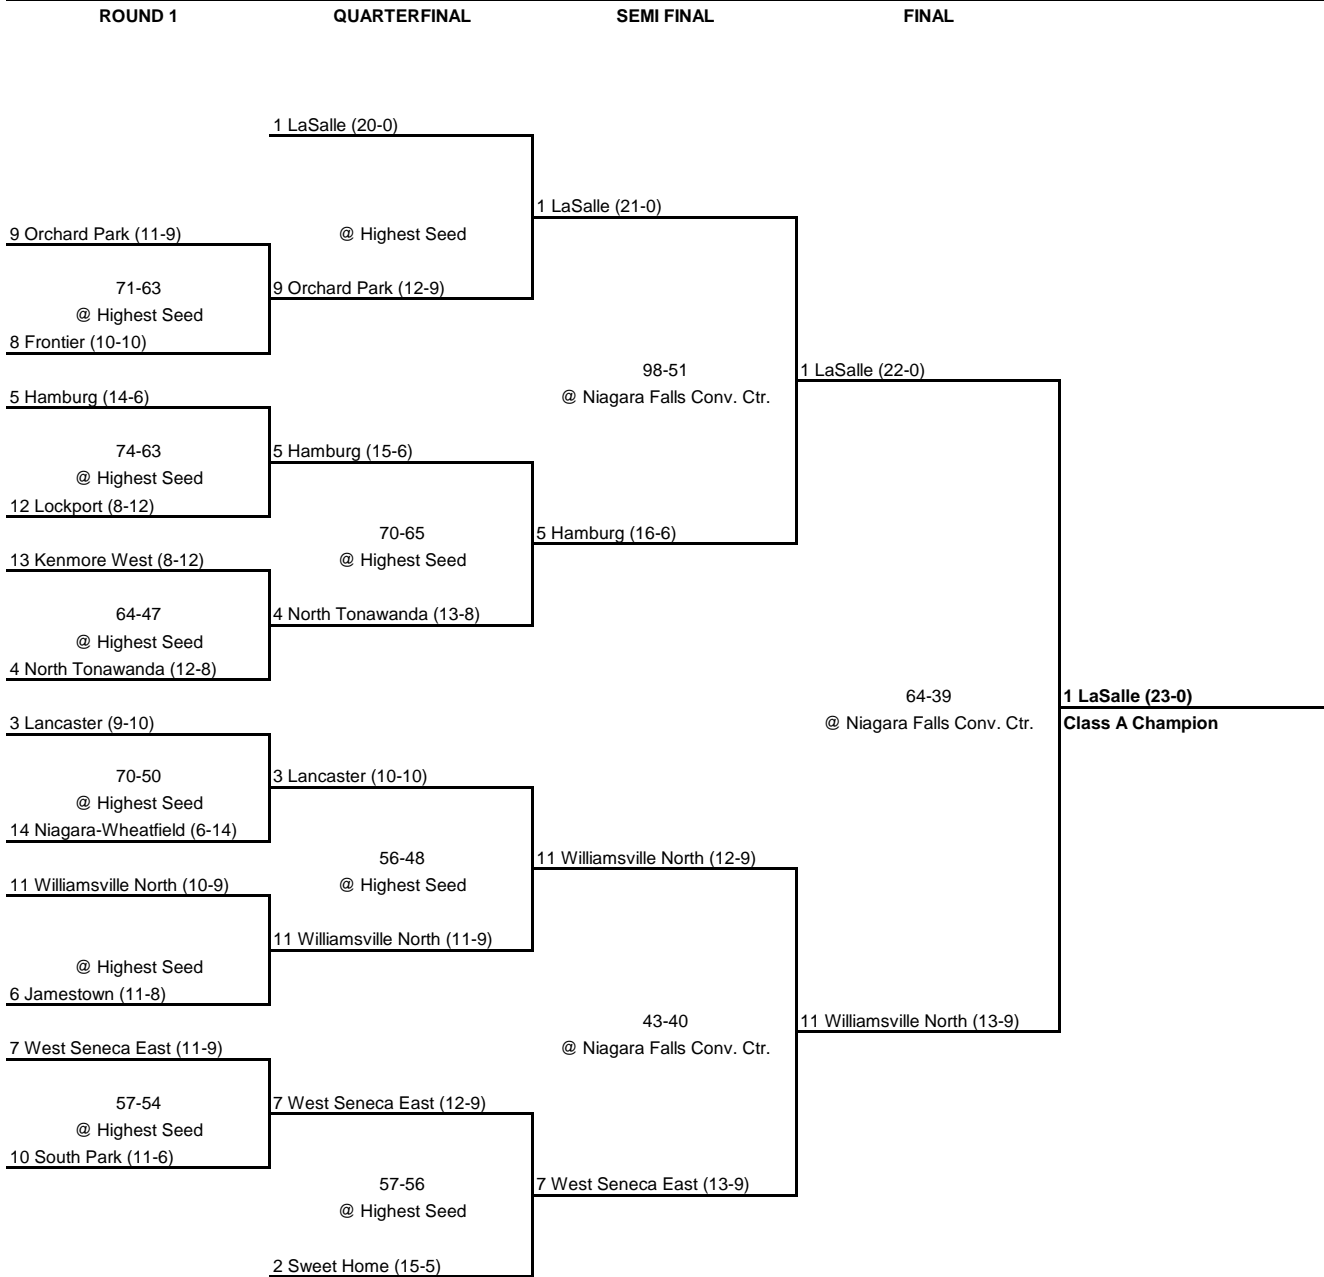 ROUND 1 QUARTERFINAL SEMI FINAL FINAL
1 LaSalle (20-0)
1 LaSalle (21-0)
9 Orchard Park (11-9) @ Highest Seed
71-63 9 Orchard Park (12-9)
@ Highest Seed
8 Frontier (10-10)
98-51 1 LaSalle (22-0)
5 Hamburg (14-6) @ Niagara Falls Conv. Ctr.
74-63 5 Hamburg (15-6)
@ Highest Seed
12 Lockport (8-12)
70-65 5 Hamburg (16-6)
13 Kenmore West (8-12) @ Highest Seed
64-47 4 North Tonawanda (13-8)
@ Highest Seed
4 North Tonawanda (12-8)
64-39 1 LaSalle (23-0)
3 Lancaster (9-10) @ Niagara Falls Conv. Ctr. Class A Champion
70-50 3 Lancaster (10-10)
@ Highest Seed
14 Niagara-Wheatfield (6-14)
56-48 11 Williamsville North (12-9)
11 Williamsville North (10-9) @ Highest Seed
11 Williamsville North (11-9)
@ Highest Seed
6 Jamestown (11-8)
43-40 11 Williamsville North (13-9)
7 West Seneca East (11-9) @ Niagara Falls Conv. Ctr.
57-54 7 West Seneca East (12-9)
@ Highest Seed
10 South Park (11-6)
57-56 7 West Seneca East (13-9)
@ Highest Seed
2 Sweet Home (15-5)